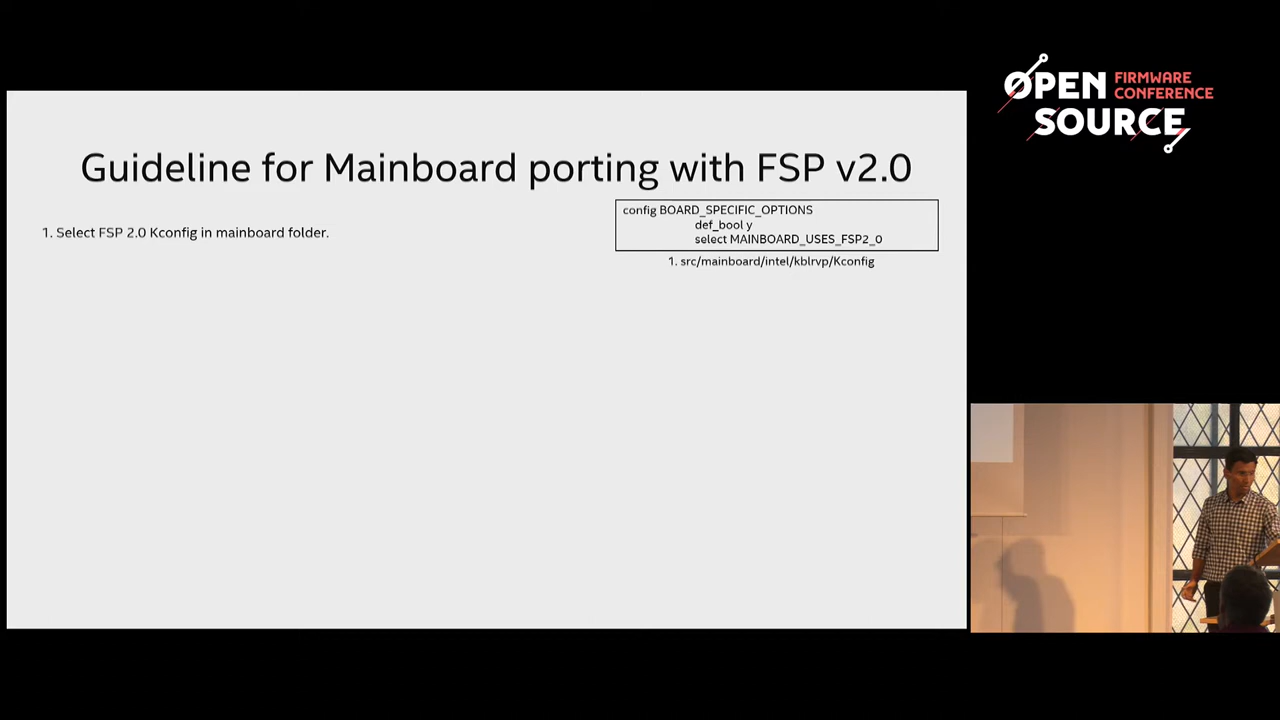 OPEN FIRMWARE
CONFERENCE
SOURCE
Guideline for Mainboard porting with FSP v2.0
1. Select FSP 2.0 Kconfig in mainboard folder.
config BOARD_SPECIFIC_OPTIONS
def_bool y
select MAINBOARD_USES_FSP2_0
1. src/mainboard/intel/kblrvp/Kconfig